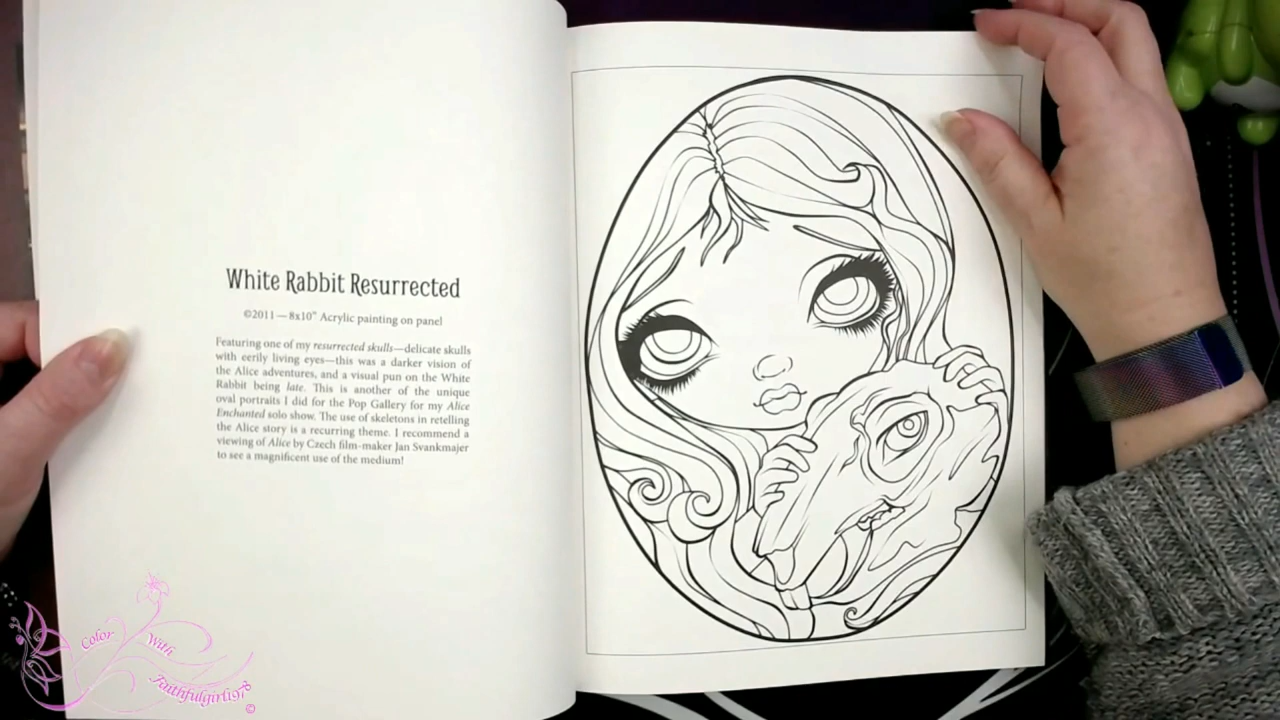 White Rabbit Resurrected
©2011—8x10" Acrylic painting on panel
Featuring one of my resurrected skulls—delicate skulls
with eerily living eyes—this was a darker vision of
the Alice adventures, and a visual pun on the White
Rabbit being late. This is another of the unique
oval portraits I did for the Pop Gallery for my Alice
Enchanted solo show. The use of skeletons in retelling
the Alice story is a recurring theme. I recommend a
viewing of Alice by Czech film-maker Jan Svankmajer
to see a magnificent use of the medium!
Color With
Faithfulgirl1978
©